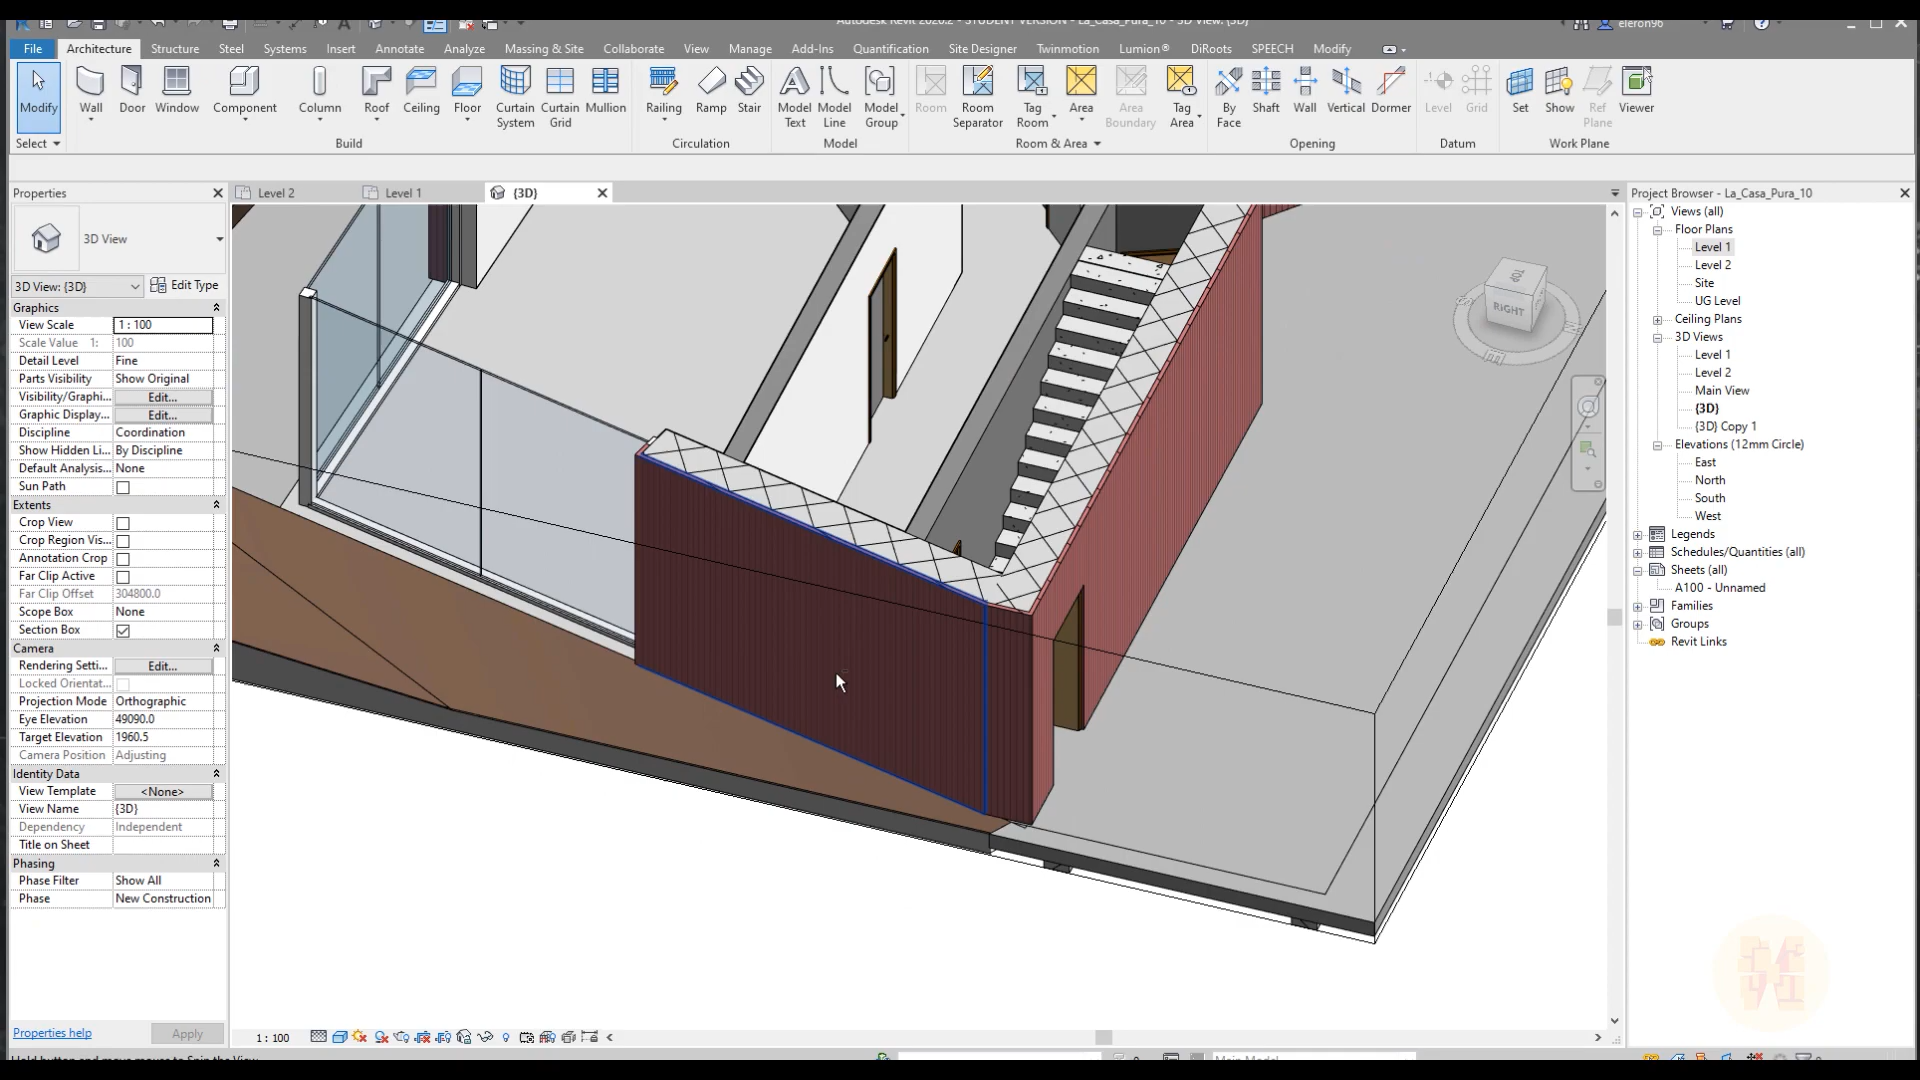 Autodesk Revit 2020.2 - STUDENT VERSION - La_Casa_Pura_10 - 3D View: {3D}
eleron96
File Architecture Structure Steel Systems Insert Annotate Analyze Massing & Site Collaborate View Manage Add-Ins Quantification Site Designer Twinmotion Lumion® DiRoots SPEECH Modify
Modify Wall Door Window Component Column Roof Ceiling Floor Curtain System Curtain Grid Mullion Railing Ramp Stair Model Text Model Line Model Group Room Room Separator Tag Room Area Area Boundary Tag Area By Face Shaft Wall Vertical Dormer Level Grid Set Show Ref Plane Viewer
Select Build Circulation Model Room & Area Opening Datum Work Plane
Properties
Level 2 Level 1 {3D}
3D View
3D View: {3D} Edit Type
Graphics
View Scale 1 : 100
Scale Value 1: 100
Detail Level Fine
Parts Visibility Show Original
Visibility/Graphi... Edit...
Graphic Display... Edit...
Discipline Coordination
Show Hidden Li... By Discipline
Default Analysis... None
Sun Path
Extents
Crop View
Crop Region Vis...
Annotation Crop
Far Clip Active
Far Clip Offset 304800.0
Scope Box None
Section Box
Camera
Rendering Setti... Edit...
Locked Orientat...
Projection Mode Orthographic
Eye Elevation 49090.0
Target Elevation 1960.5
Camera Position Adjusting
Identity Data
View Template <None>
View Name {3D}
Dependency Independent
Title on Sheet
Phasing
Phase Filter Show All
Phase New Construction
Properties help Apply
TOP
RIGHT
1 : 100
Project Browser - La_Casa_Pura_10
Views (all)
Floor Plans
Level 1
Level 2
Site
UG Level
Ceiling Plans
3D Views
Level 1
Level 2
Main View
{3D}
{3D} Copy 1
Elevations (12mm Circle)
East
North
South
West
Legends
Schedules/Quantities (all)
Sheets (all)
A100 - Unnamed
Families
Groups
Revit Links
Hold button and move mouse to Spin the View
Main Model